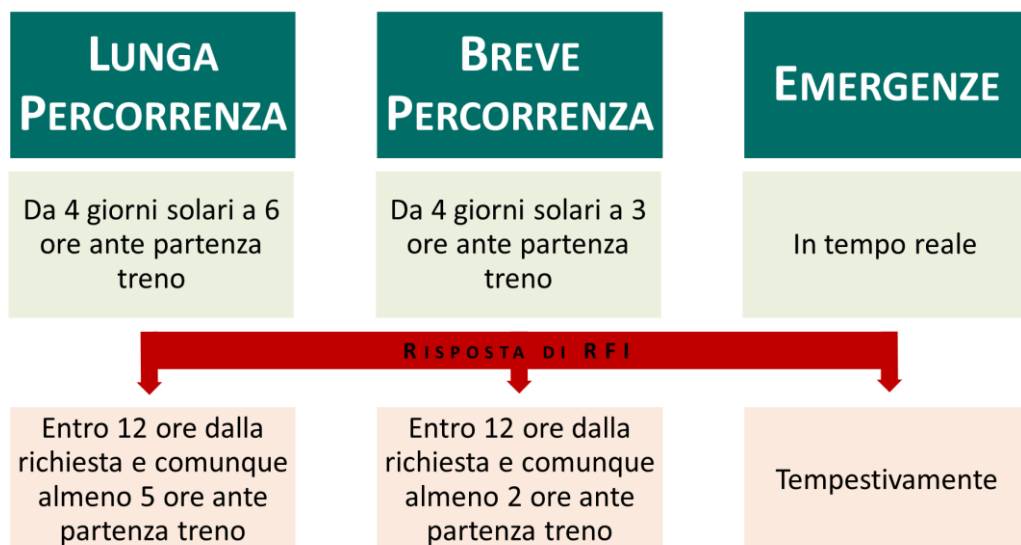 LUNGA
PERCORRENZA
BREVE
PERCORRENZA
EMERGENZE
Da 4 giorni solari a 6
ore ante partenza
treno
Da 4 giorni solari a 3
ore ante partenza
treno
In tempo reale
RISPOSTA DI RFI
Entro 12 ore dalla
richiesta e comunque
almeno 5 ore ante
partenza treno
Entro 12 ore dalla
richiesta e comunque
almeno 2 ore ante
partenza treno
Tempestivamente